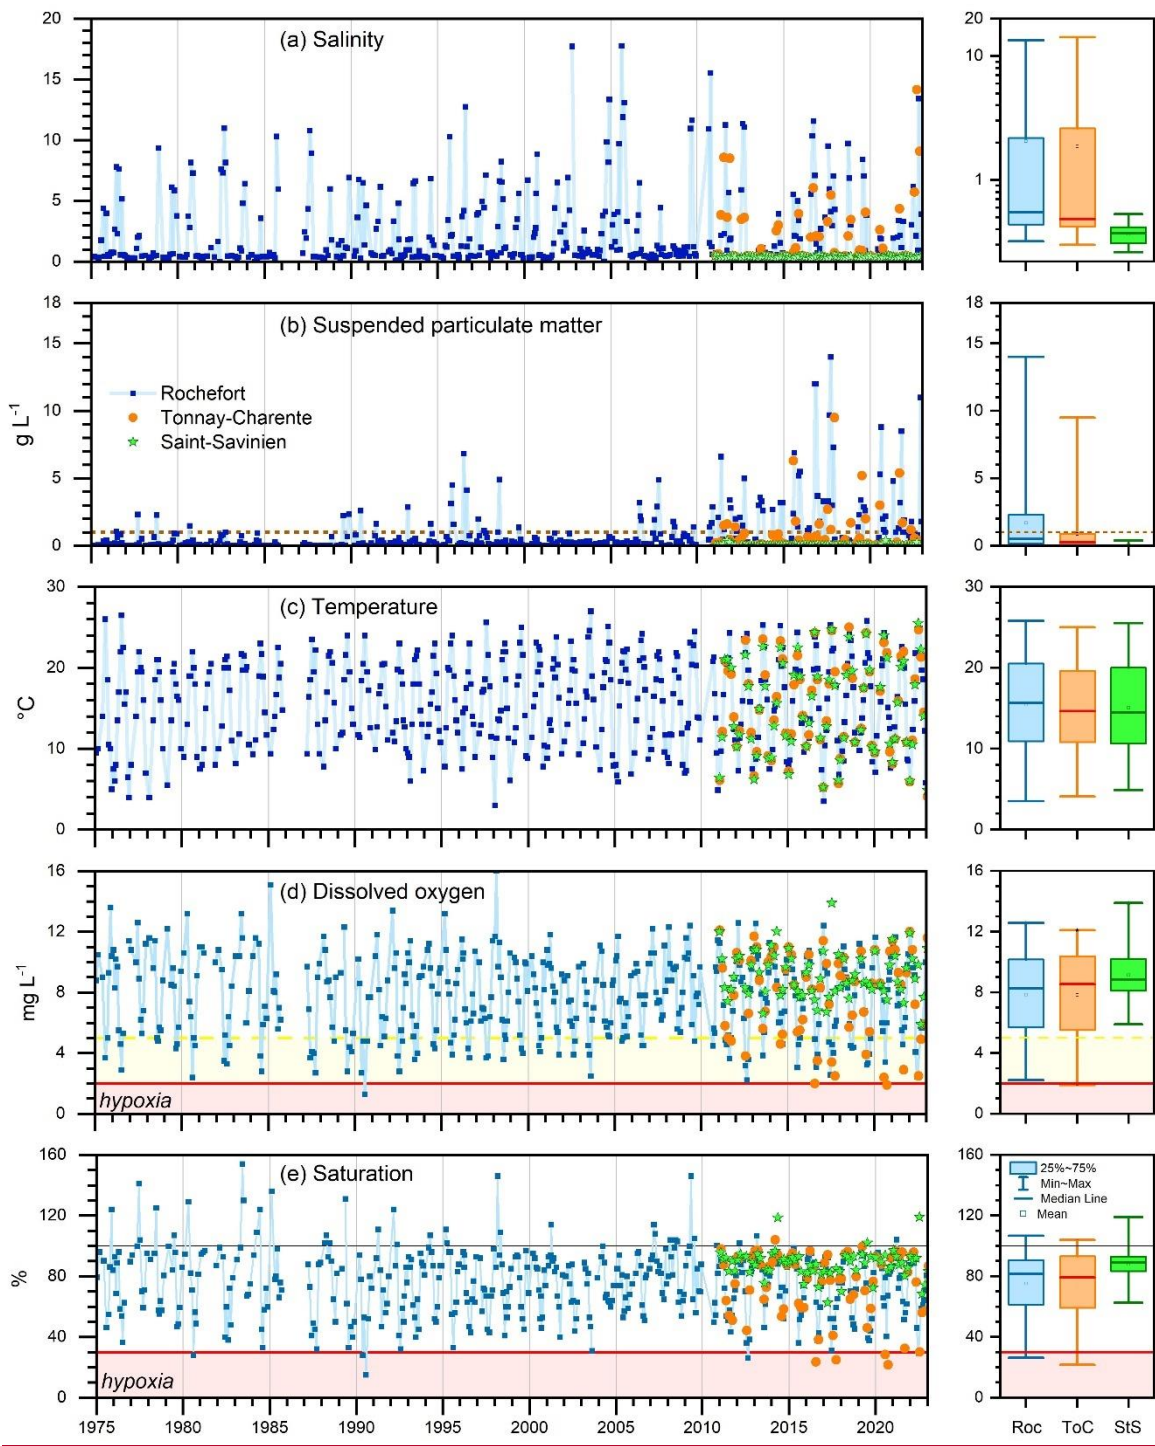 20
15
10
5
0
(a) Salinity
20
10
1
18
15
10
5
0
g L-1
(b) Suspended particulate matter
Rochefort
Tonnay-Charente
Saint-Savinien
18
15
10
5
0
30
20
10
0
°C
(c) Temperature
30
20
10
0
16
12
8
4
0
mg L-1
(d) Dissolved oxygen
hypoxia
16
12
8
4
0
160
120
80
40
0
%
(e) Saturation
hypoxia
1975 1980 1985 1990 1995 2000 2005 2010 2015 2020
160
120
80
40
0
25%~75%
Min~Max
Median Line
Mean
Roc ToC StS